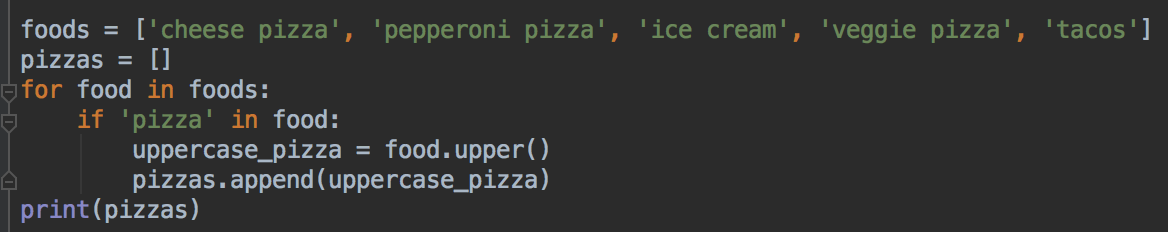 foods = ['cheese pizza', 'pepperoni pizza', 'ice cream', 'veggie pizza', 'tacos']
pizzas = []
for food in foods:
    if 'pizza' in food:
        uppercase_pizza = food.upper()
        pizzas.append(uppercase_pizza)
print(pizzas)